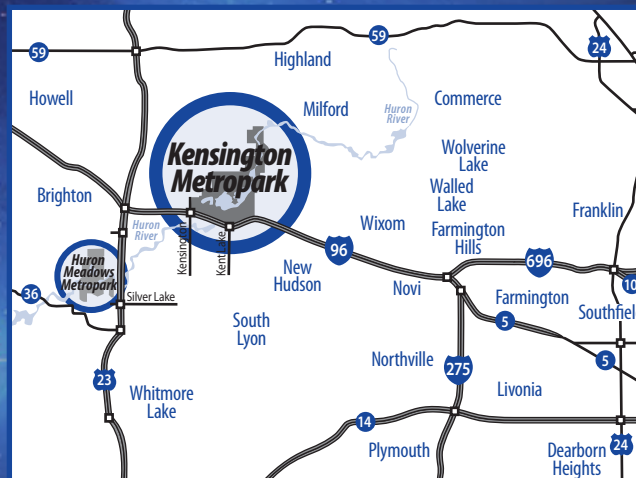 59
24
59
Highland
Howell
Milford
Huron
River
Commerce
Kensington
Metropark
Wolverine
Lake
Walled
Lake
Brighton
Franklin
Huron
River
Kensington
Kent Lake
Wixom
Farmington
Hills
96
696
Huron
Meadows
Metropark
New
Hudson
Novi
10
36
Silver Lake
Farmington
Southfield
South
Lyon
5
5
Northville
275
23
Whitmore
Lake
Livonia
14
Plymouth
Dearborn
Heights
24